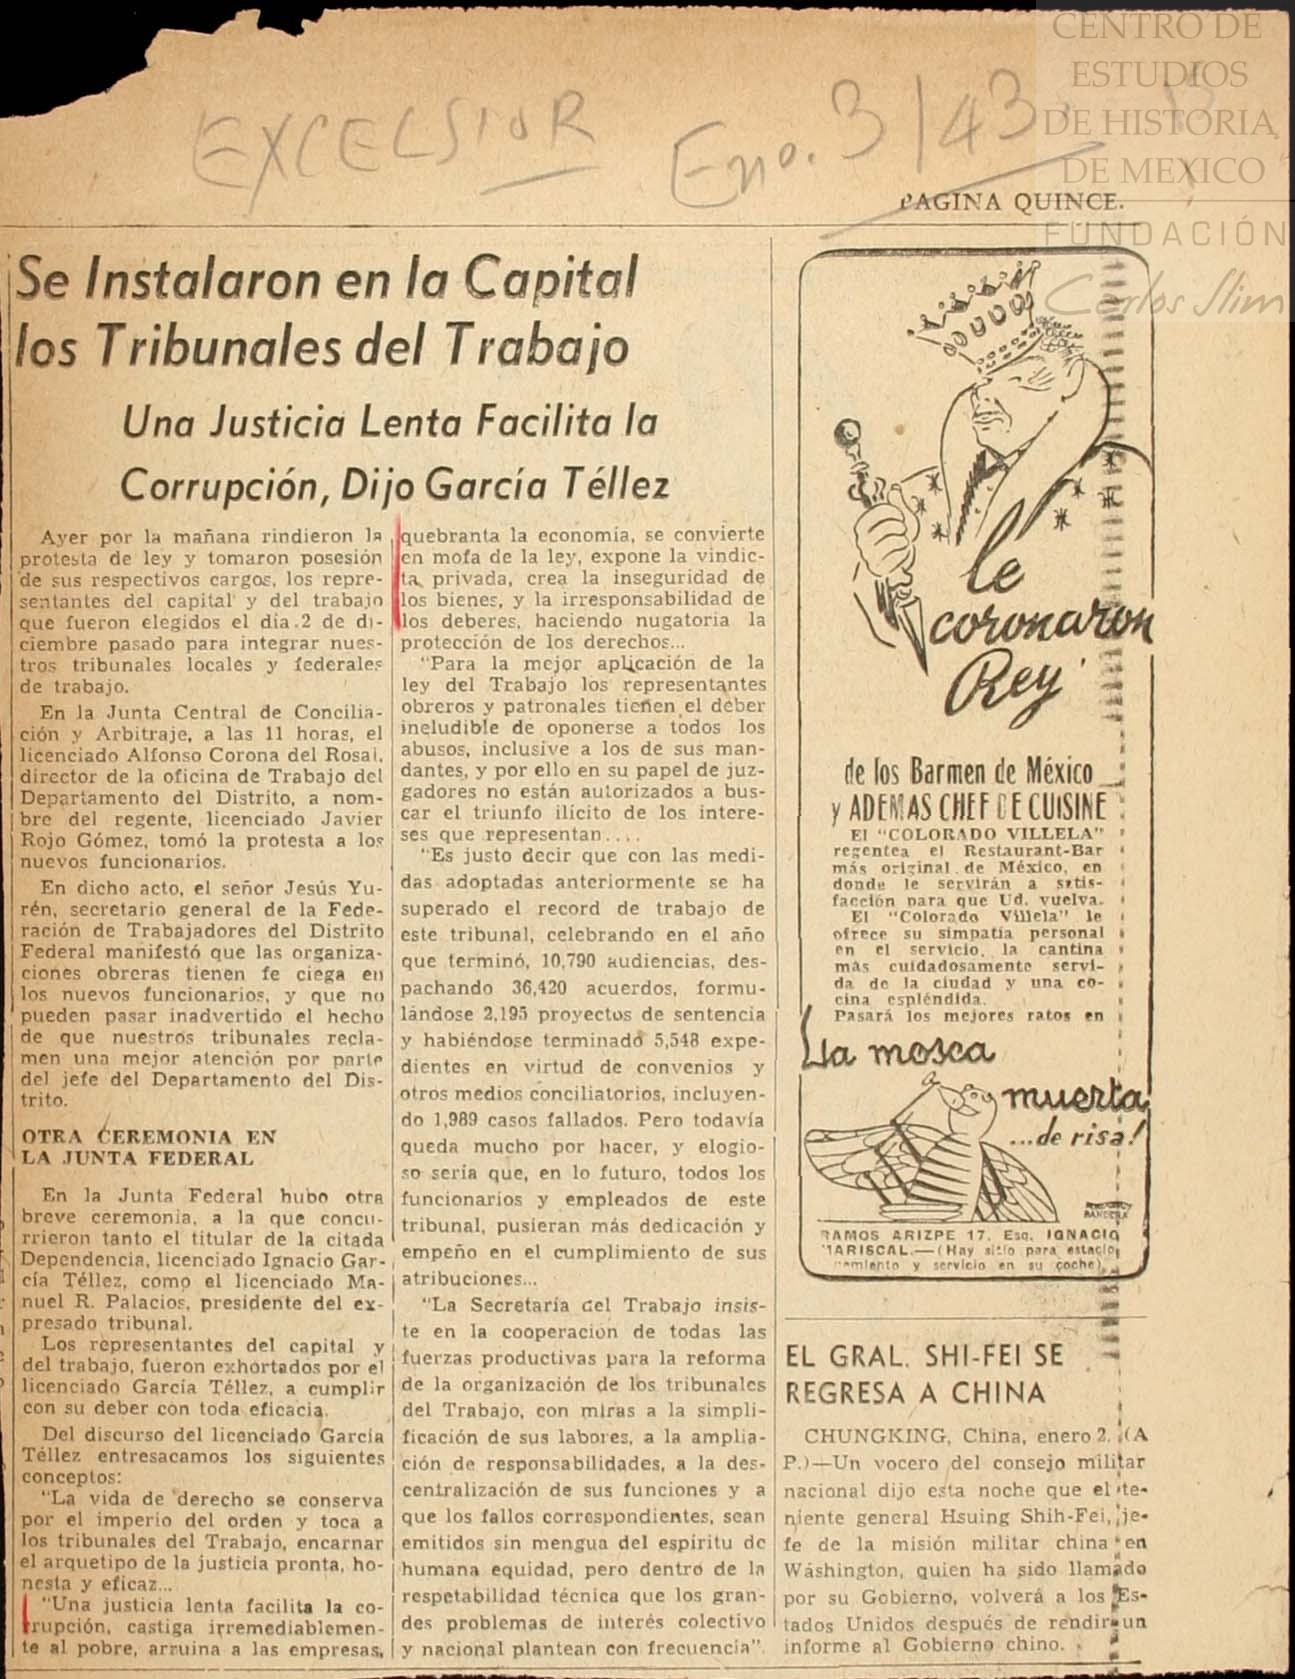 CENTRO DE
ESTUDIOS
DE HISTORIA
DE MEXICO
FUNDACIÓN
Carlos Slim
EXCELSIOR
Eno. 3/43
PAGINA QUINCE.
Se Instalaron en la Capital
los Tribunales del Trabajo
Una Justicia Lenta Facilita la
Corrupción, Dijo García Téllez
Ayer por la mañana rindieron la
protesta de ley y tomaron posesión
de sus respectivos cargos, los repre-
sentantes del capital y del trabajo
que fueron elegidos el día 2 de di-
ciembre pasado para integrar nues-
tros tribunales locales y federales
de trabajo.
En la Junta Central de Concilia-
ción y Arbitraje, a las 11 horas, el
licenciado Alfonso Corona del Rosal,
director de la oficina de Trabajo del
Departamento del Distrito, a nom-
bre del regente, licenciado Javier
Rojo Gómez, tomó la protesta a los
nuevos funcionarios.
En dicho acto, el señor Jesús Yu-
rén, secretario general de la Fede-
ración de Trabajadores del Distrito
Federal manifestó que las organiza-
ciones obreras tienen fe ciega en
los nuevos funcionarios, y que no
pueden pasar inadvertido el hecho
de que nuestros tribunales recla-
men una mejor atención por parte
del jefe del Departamento del Dis-
trito.
OTRA CEREMONIA EN
LA JUNTA FEDERAL
En la Junta Federal hubo otra
breve ceremonia, a la que concu-
rrieron tanto el titular de la citada
Dependencia, licenciado Ignacio Gar-
cía Téllez, como el licenciado Ma-
nuel R. Palacios, presidente del ex-
presado tribunal.
Los representantes del capital y
del trabajo, fueron exhortados por el
licenciado García Téllez, a cumplir
con su deber con toda eficacia.
Del discurso del licenciado García
Téllez entresacamos los siguientes
conceptos:
"La vida de derecho se conserva
por el imperio del orden y toca a
los tribunales del Trabajo, encarnar
el arquetipo de la justicia pronta, ho-
nesta y eficaz...
"Una justicia lenta facilita la co-
rrupción, castiga irremediablemen-
te al pobre, arruina a las empresas,
quebranta la economía, se convierte
en mofa de la ley, expone la vindic-
ta privada, crea la inseguridad de
los bienes, y la irresponsabilidad de
los deberes, haciendo nugatoria la
protección de los derechos...
"Para la mejor aplicación de la
ley del Trabajo los representantes
obreros y patronales tienen el deber
ineludible de oponerse a todos los
abusos, inclusive a los de sus man-
dantes, y por ello en su papel de juz-
gadores no están autorizados a bus-
car el triunfo ilícito de los intere-
ses que representan....
"Es justo decir que con las medi-
das adoptadas anteriormente se ha
superado el record de trabajo de
este tribunal, celebrando en el año
que terminó, 10,790 audiencias, des-
pachando 36,420 acuerdos, formu-
lándose 2,195 proyectos de sentencia
y habiéndose terminado 5,548 expe-
dientes en virtud de convenios y
otros medios conciliatorios, incluyen-
do 1,989 casos fallados. Pero todavía
queda mucho por hacer, y elogio-
so sería que, en lo futuro, todos los
funcionarios y empleados de este
tribunal, pusieran más dedicación y
empeño en el cumplimiento de sus
atribuciones...
"La Secretaría del Trabajo insis-
te en la cooperación de todas las
fuerzas productivas para la reforma
de la organización de los tribunales
del Trabajo, con miras a la simpli-
ficación de sus labores, a la amplia-
ción de responsabilidades, a la des-
centralización de sus funciones y a
que los fallos correspondientes, sean
emitidos sin mengua del espíritu de
humana equidad, pero dentro de la
respetabilidad técnica que los gran-
des problemas de interés colectivo
y nacional plantean con frecuencia".
le
coronaron
Rey
de los Barmen de México
y ADEMAS CHEF DE CUISINE
El "COLORADO VILLELA"
regentea el Restaurant-Bar
más original de México, en
donde le servirán a satis-
facción para que Ud. vuelva.
El "Colorado Villela" le
ofrece su simpatía personal
en el servicio, la cantina
más cuidadosamente servi-
da de la ciudad y una co-
cina espléndida.
Pasará los mejores ratos en
La mosca
muerta
...de risa!
RAMOS ARIZPE 17. Esq. IGNACIO
MARISCAL.—(Hay sitio para estacio
namiento y servicio en su coche)
EL GRAL. SHI-FEI SE
REGRESA A CHINA
CHUNGKING, China, enero 2. (A
P.)—Un vocero del consejo militar
nacional dijo esta noche que el te-
niente general Hsuing Shih-Fei, je-
fe de la misión militar china en
Wáshington, quien ha sido llamado
por su Gobierno, volverá a los Es-
tados Unidos después de rendir un
informe al Gobierno chino.